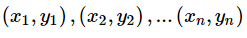 (x₁, y₁), (x₂, y₂), … (xₙ, yₙ)